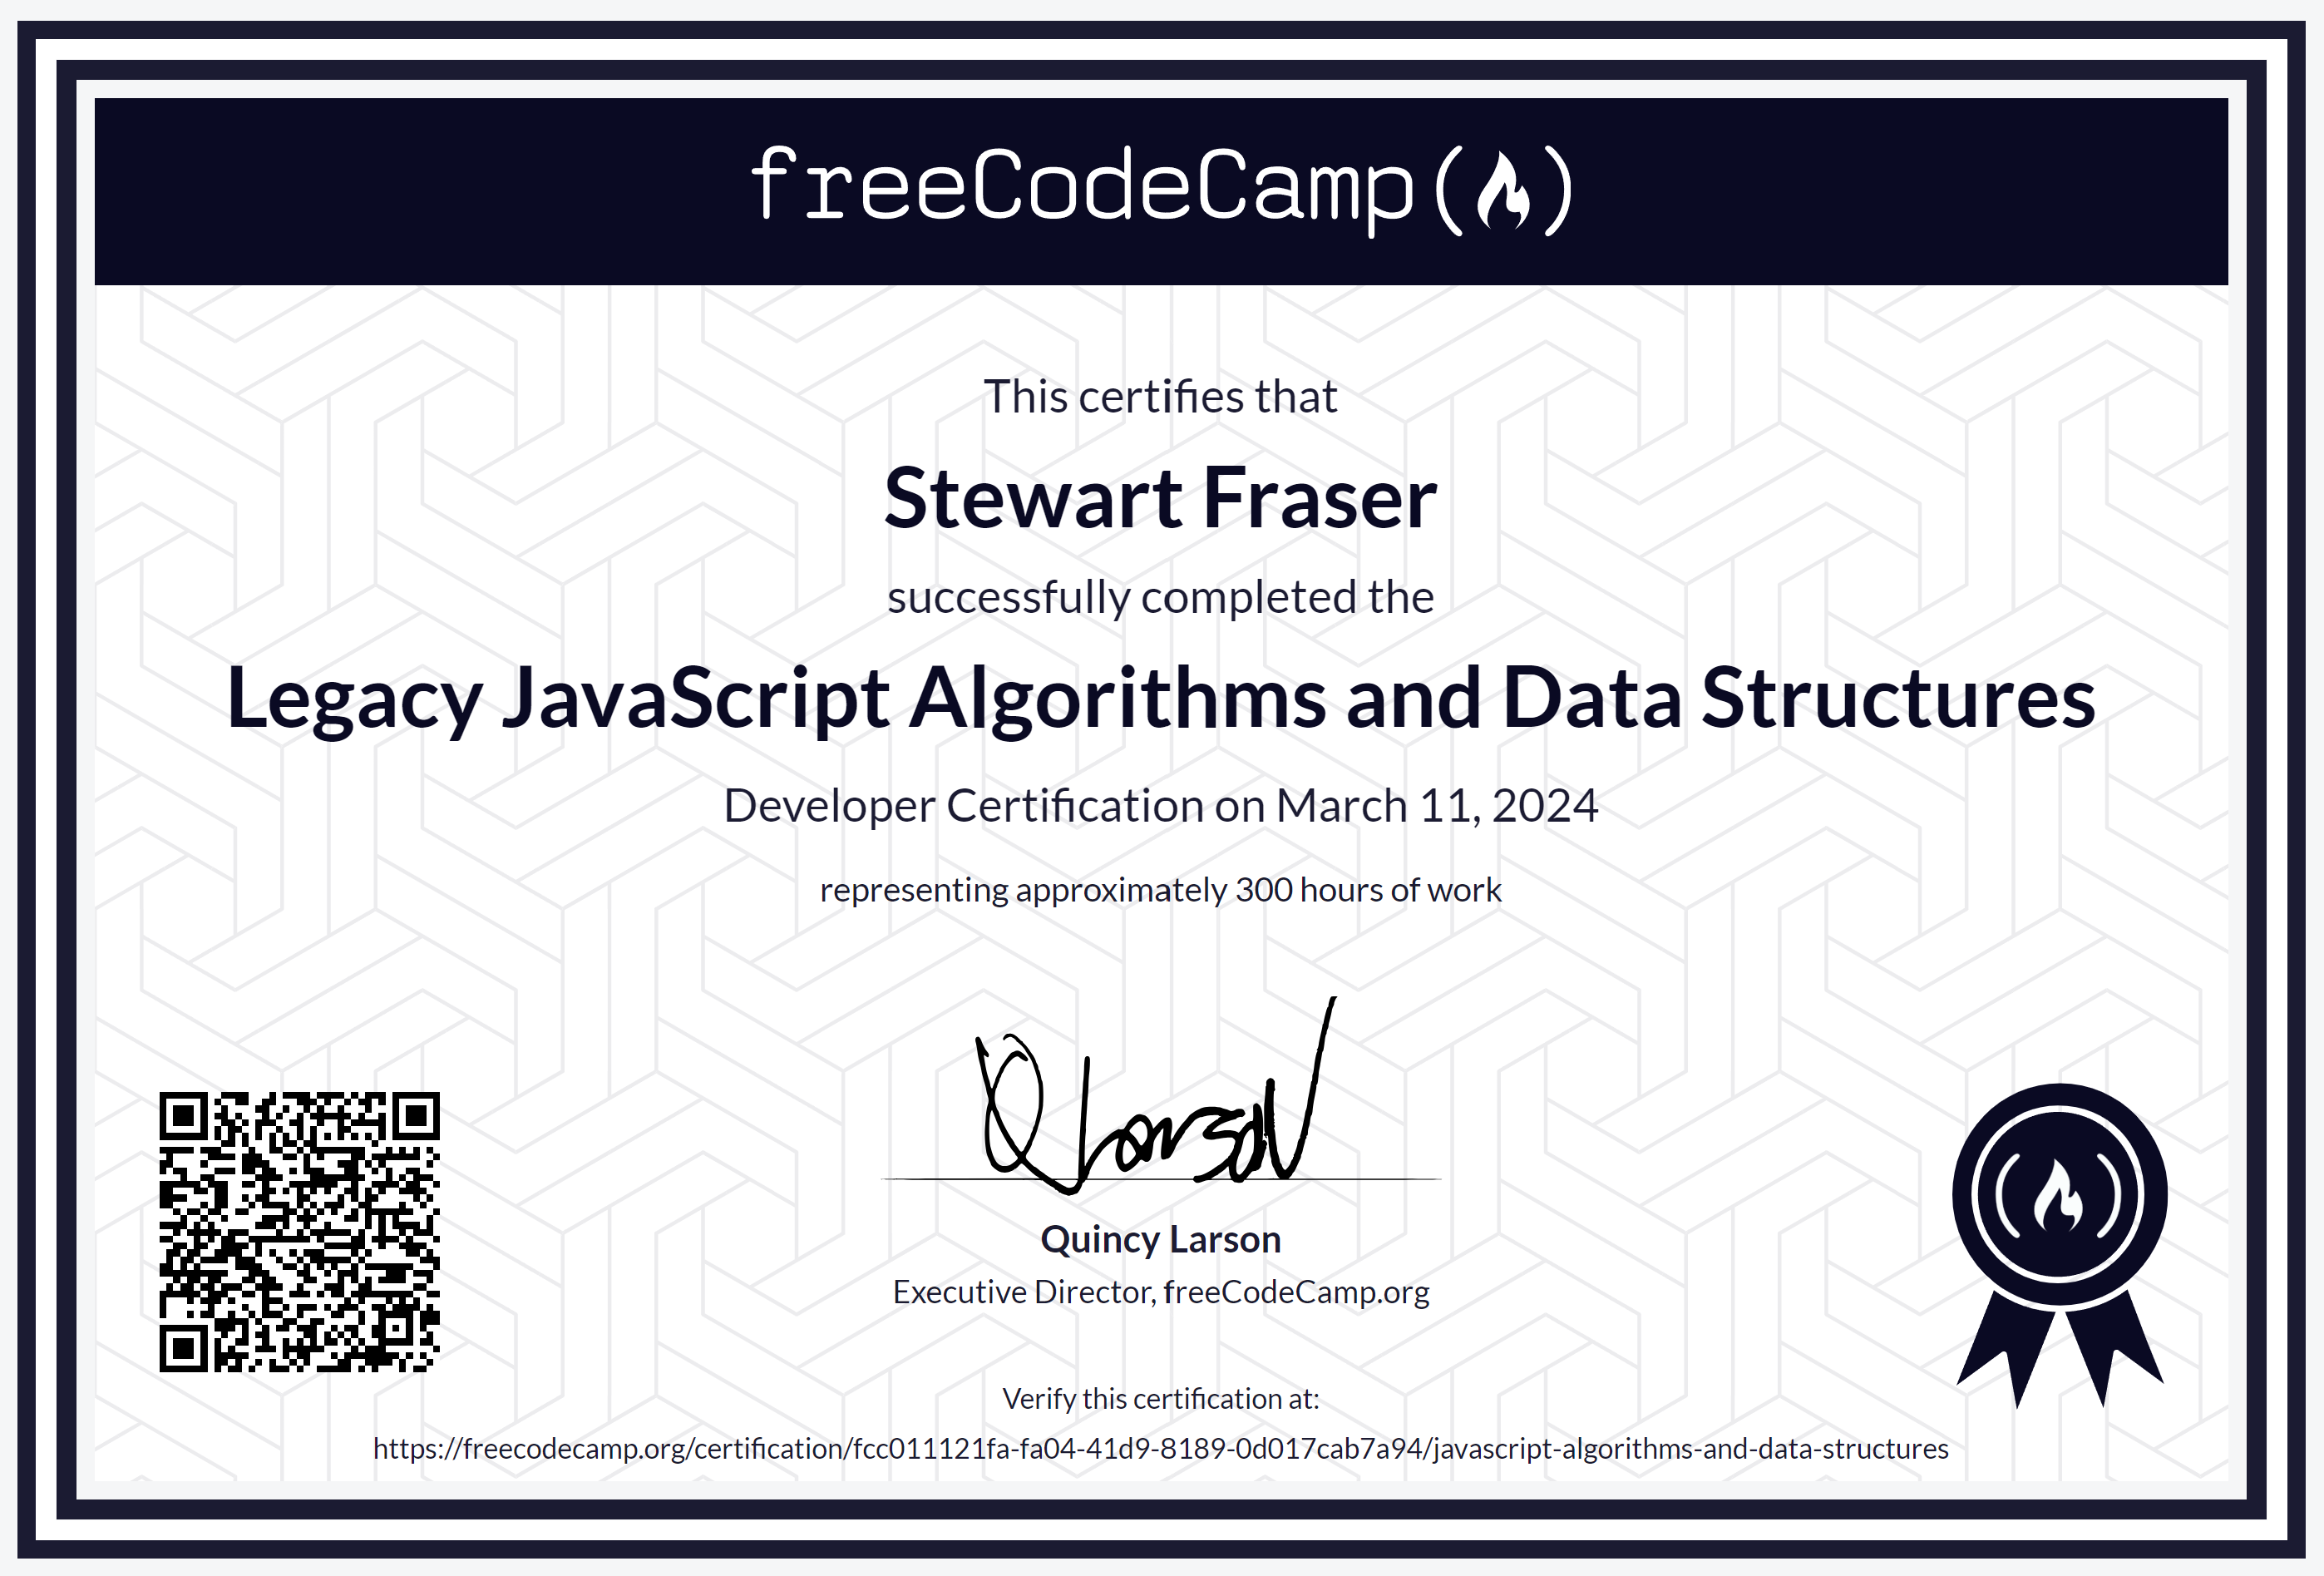 freeCodeCamp
This certifies that
Stewart Fraser
successfully completed the
Legacy JavaScript Algorithms and Data Structures
Developer Certification on March 11, 2024
representing approximately 300 hours of work
Q Larson
Quincy Larson
Executive Director, freeCodeCamp.org
Verify this certification at:
https://freecodecamp.org/certification/fcc011121fa-fa04-41d9-8189-0d017cab7a94/javascript-algorithms-and-data-structures